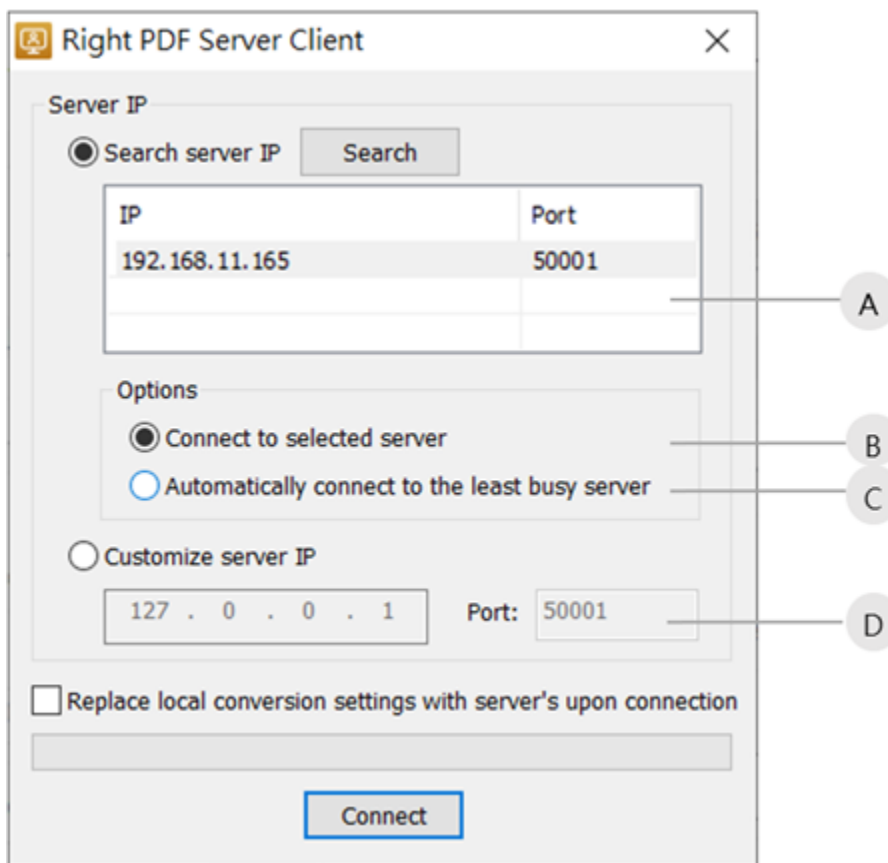 Right PDF Server Client
Server IP
Search server IP Search
IP Port
192.168.11.165 50001
A
Options
Connect to selected server
B
Automatically connect to the least busy server
C
Customize server IP
127 . 0 . 0 . 1 Port: 50001
D
Replace local conversion settings with server's upon connection
Connect